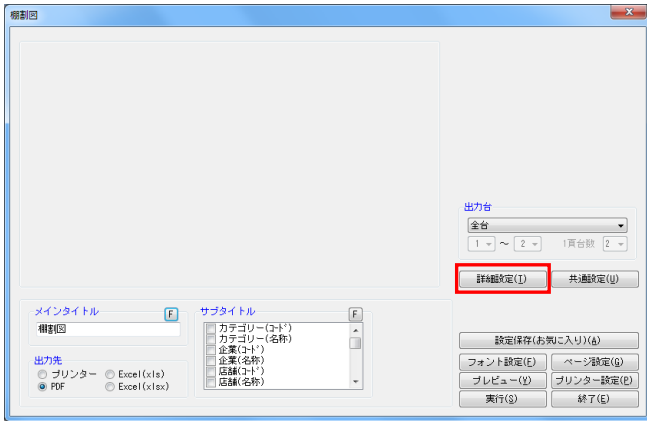 棚割図
出力台
全台
1 ～ 2 1頁台数 2
詳細設定(I) 共通設定(U)
メインタイトル F サブタイトル F
棚割図
カテゴリー(ｺｰﾄﾞ)
カテゴリー(名称)
企業(ｺｰﾄﾞ)
企業(名称)
店舗(ｺｰﾄﾞ)
店舗(名称)
出力先
プリンター Excel(xls)
PDF Excel(xlsx)
設定保存(お気に入り)(A)
フォント設定(F) ページ設定(G)
プレビュー(Y) プリンター設定(P)
実行(S) 終了(E)